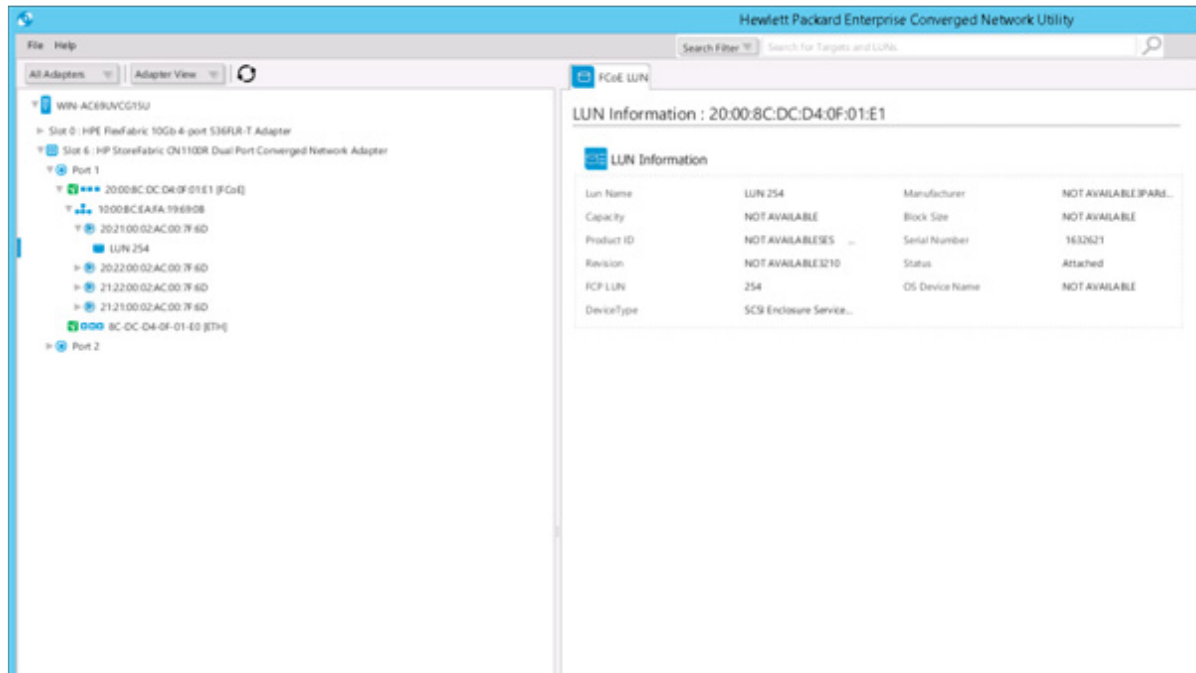 Hewlett Packard Enterprise Converged Network Utility
File Help
Search Filter Search for Targets and LUNs
All Adapters Adapter View
FCoE LUN
WIN-AC69UVCG15U
Slot 0 : HPE FlexFabric 10Gb 4-port 536FLR-T Adapter
Slot 6 : HP StoreFabric CN1100R Dual Port Converged Network Adapter
Port 1
20:00:8C:DC:D4:0F:01:E1 [FCoE]
10:00:8C:EA:FA:19:69:0B
20:21:00:02:AC:00:7F:6D
LUN 254
20:22:00:02:AC:00:7F:6D
21:22:00:02:AC:00:7F:6D
21:21:00:02:AC:00:7F:6D
8C-DC-D4-0F-01-E0 [ETH]
Port 2
LUN Information : 20:00:8C:DC:D4:0F:01:E1
LUN Information
Lun Name LUN 254 Manufacturer NOT AVAILABLE3PARd...
Capacity NOT AVAILABLE Block Size NOT AVAILABLE
Product ID NOT AVAILABLESES ... Serial Number 1632621
Revision NOT AVAILABLE3210 Status Attached
FCP LUN 254 OS Device Name NOT AVAILABLE
DeviceType SCSI Enclosure Service...